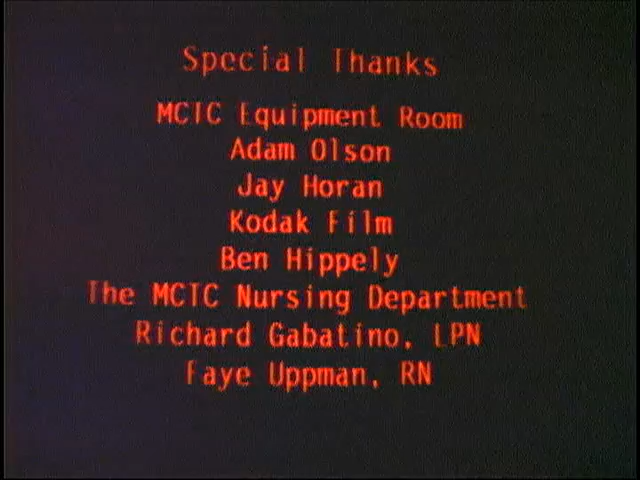 Special Thanks
MCTC Equipment Room
Adam Olson
Jay Horan
Kodak Film
Ben Hippely
The MCTC Nursing Department
Richard Gabatino, LPN
Faye Uppman, RN